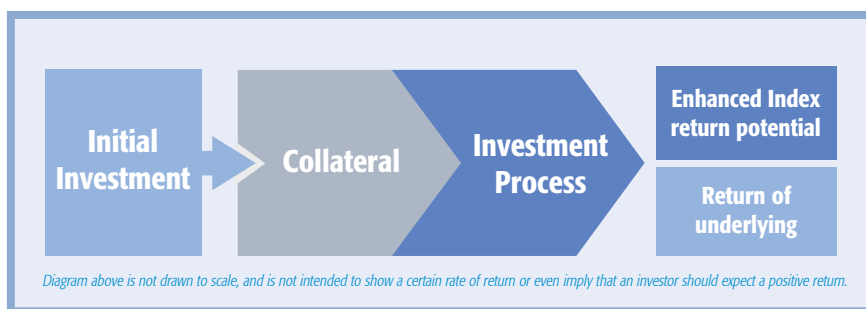 Initial
Investment
Collateral
Investment
Process
Enhanced Index
return potential
Return of
underlying
Diagram above is not drawn to scale, and is not intended to show a certain rate of return or even imply that an investor should expect a positive return.